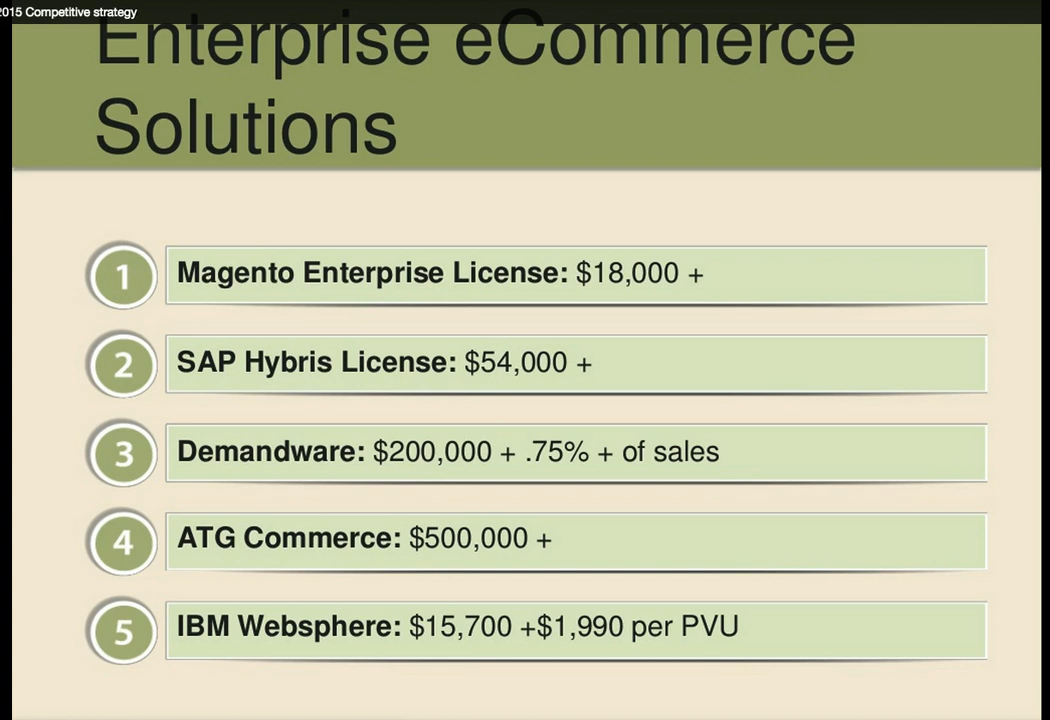 2015 Competitive strategy
Enterprise eCommerce
Solutions
1
Magento Enterprise License: $18,000 +
2
SAP Hybris License: $54,000 +
3
Demandware: $200,000 + .75% + of sales
4
ATG Commerce: $500,000 +
5
IBM Websphere: $15,700 +$1,990 per PVU